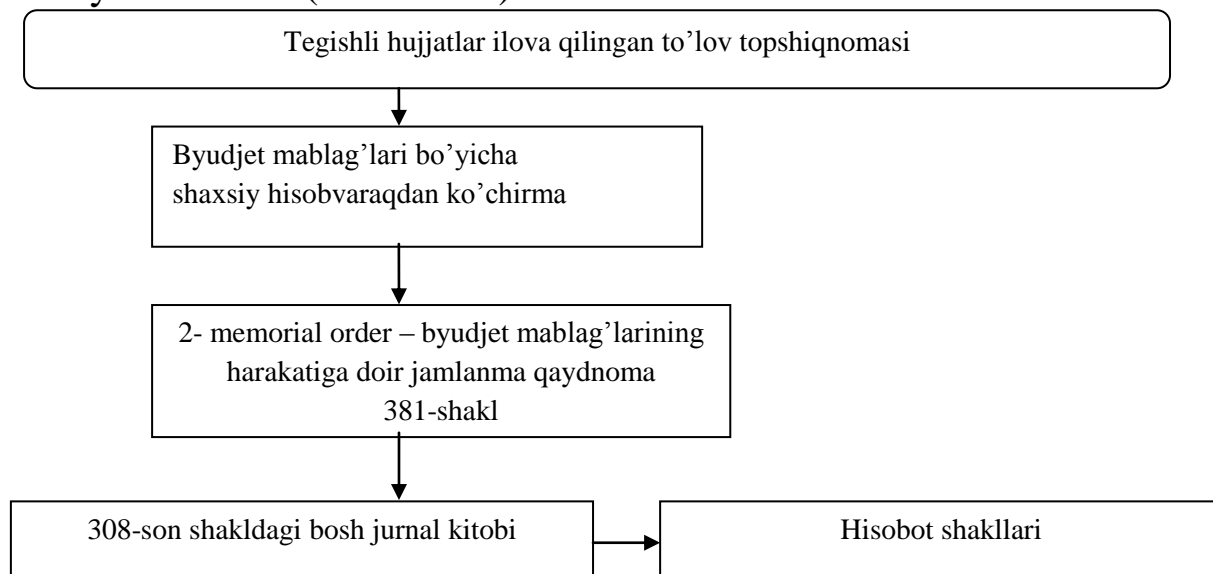 Tegishli hujjatlar ilova qilingan to’lov topshiqnomasi
Byudjet mablag’lari bo’yicha
shaxsiy hisobvaraqdan ko’chirma
2- memorial order – byudjet mablag’larining
harakatiga doir jamlanma qaydnoma
381-shakl
308-son shakldagi bosh jurnal kitobi
Hisobot shakllari